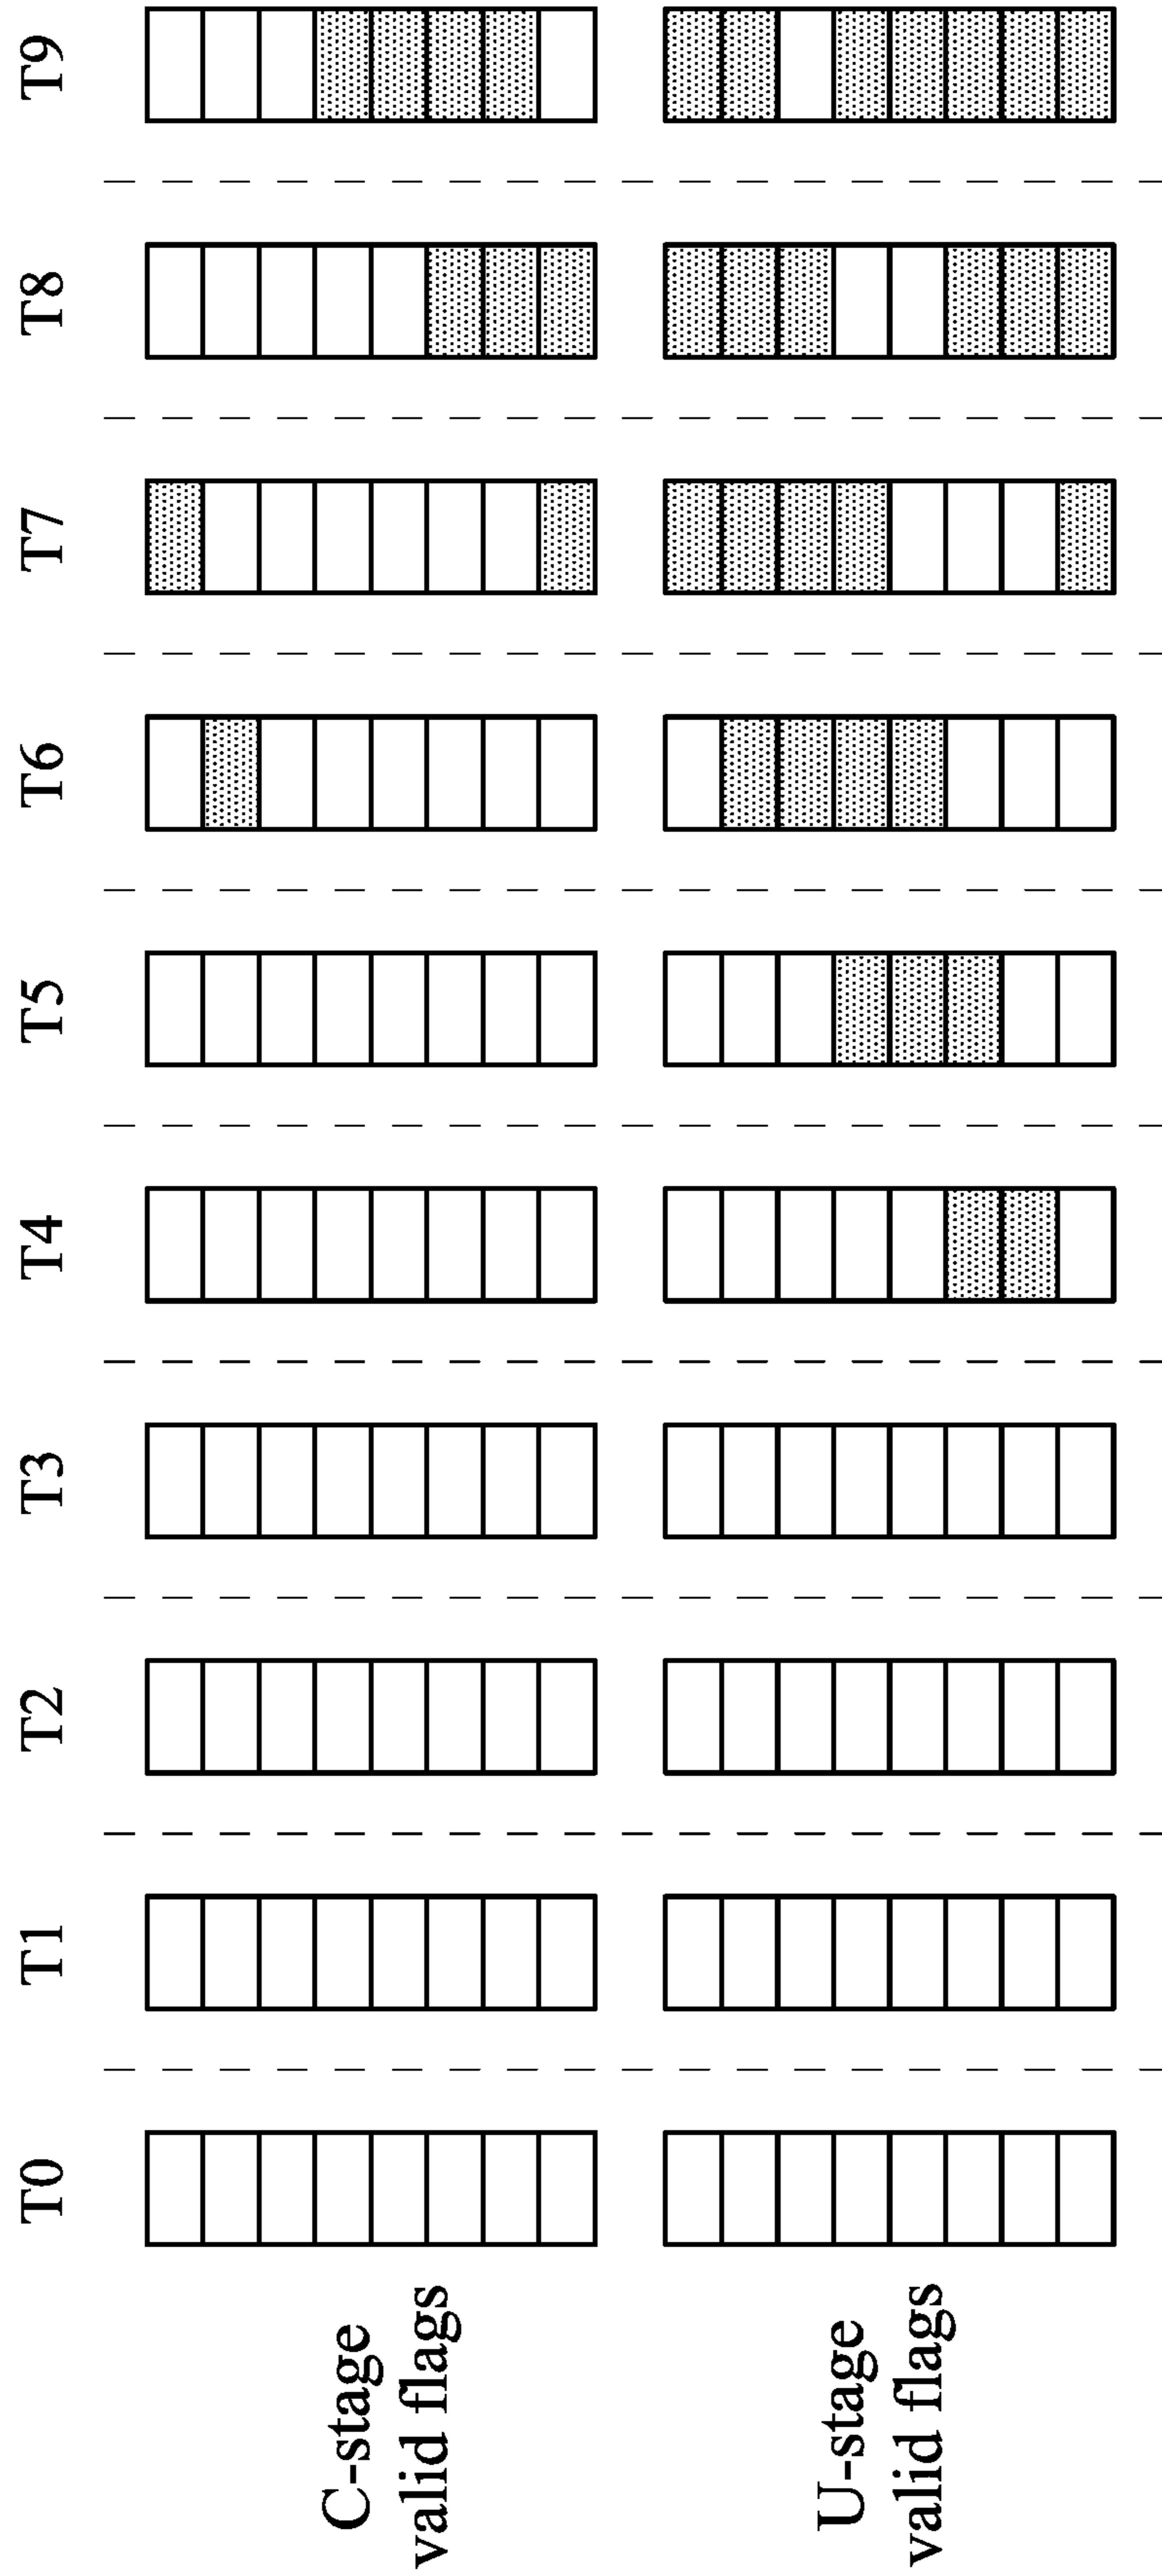 T0 T1 T2 T3 T4 T5 T6 T7 T8 T9
C-stage
valid flags
U-stage
valid flags